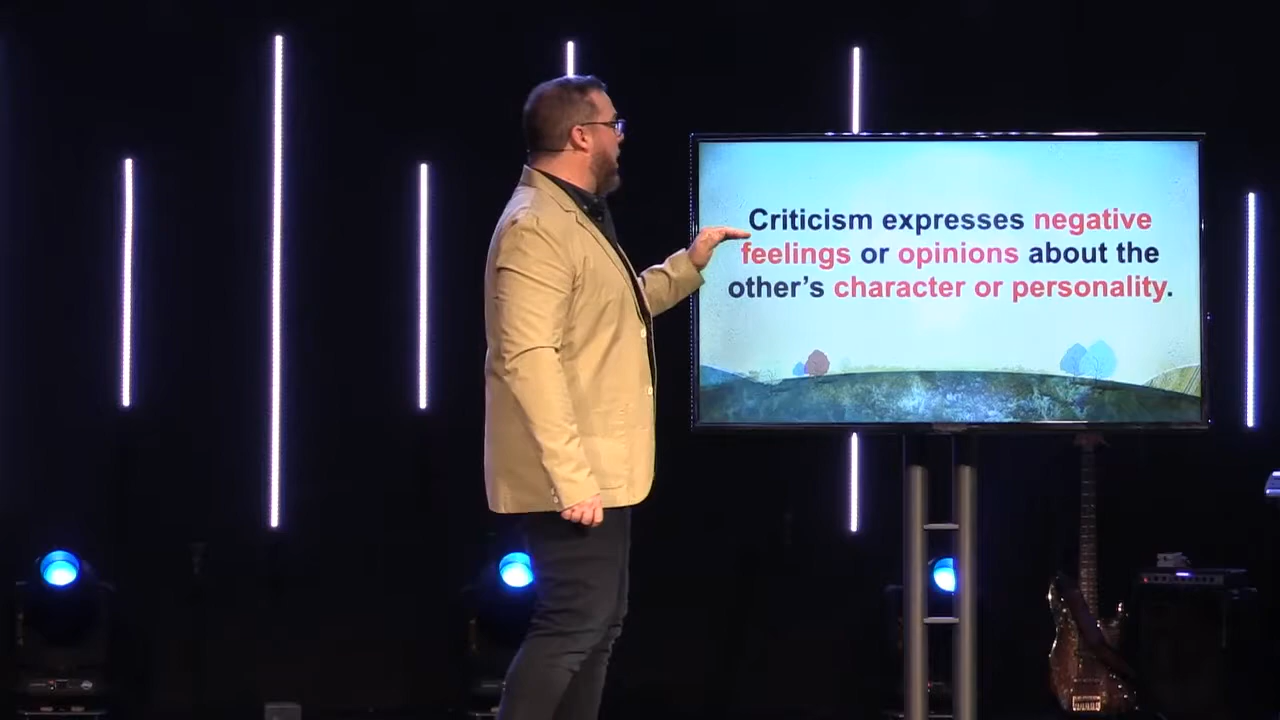 Criticism expresses negative
feelings or opinions about the
other’s character or personality.